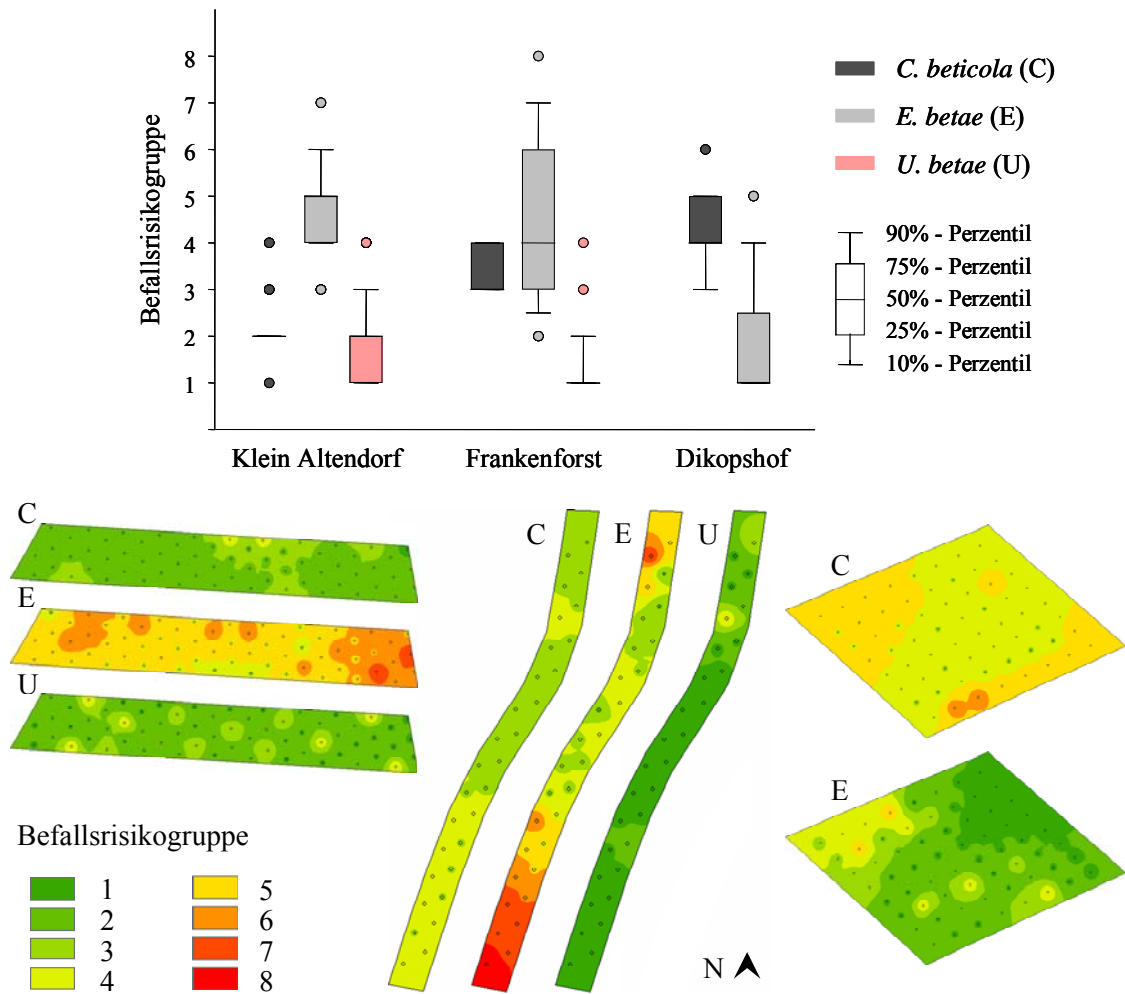 Befallsrisikogruppe
8
7
6
5
4
3
2
1
Klein Altendorf
Frankenforst
Dikopshof
C. beticola (C)
E. betae (E)
U. betae (U)
90% - Perzentil
75% - Perzentil
50% - Perzentil
25% - Perzentil
10% - Perzentil
C
E
U
C
E
U
C
E
Befallsrisikogruppe
1
2
3
4
5
6
7
8
N